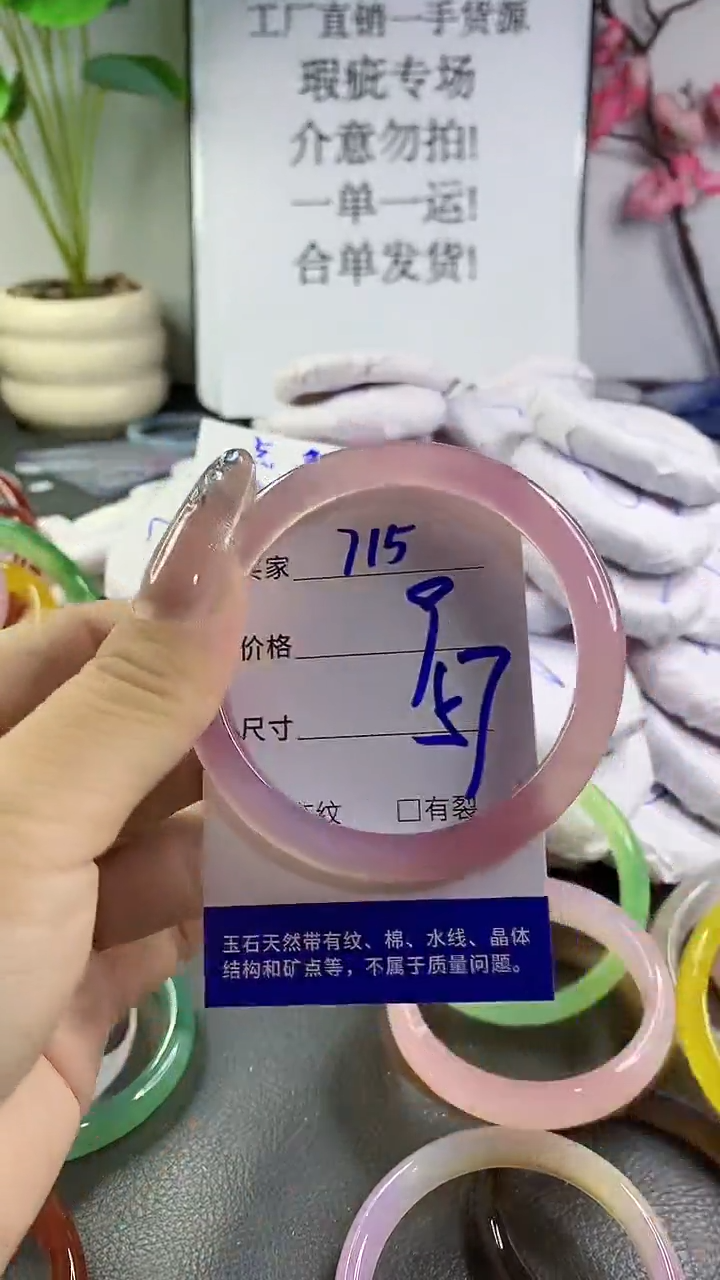 工厂直销一手货源
瑕疵专场
介意勿拍!
一单一运!
合单发货!
家 715
价格
尺寸 57
纹 □有裂
玉石天然带有纹、棉、水线、晶体
结构和矿点等，不属于质量问题。